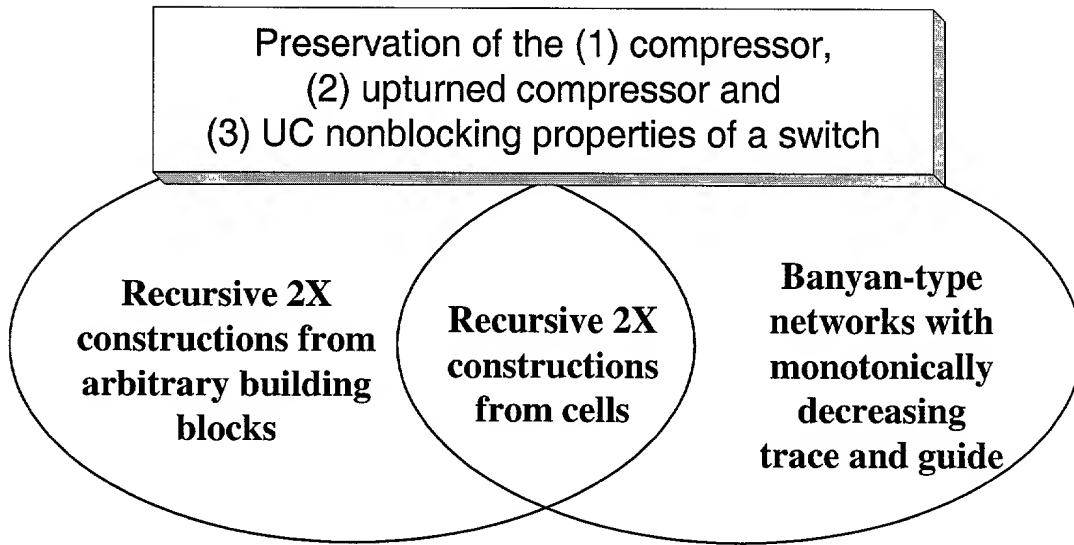 Preservation of the (1) compressor,
(2) upturned compressor and
(3) UC nonblocking properties of a switch
Recursive 2X
constructions from
arbitrary building
blocks
Recursive 2X
constructions
from cells
Banyan-type
networks with
monotonically
decreasing
trace and guide